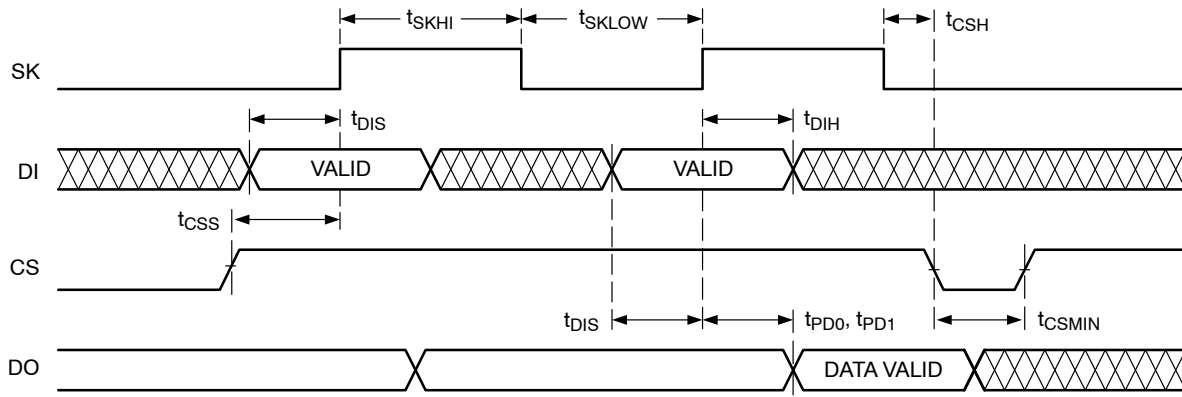 tSKHI tSKLOW tCSH
SK
tDIS tDIH
DI VALID VALID
tCSS
CS
tDIS tPD0, tPD1 tCSMIN
DO DATA VALID